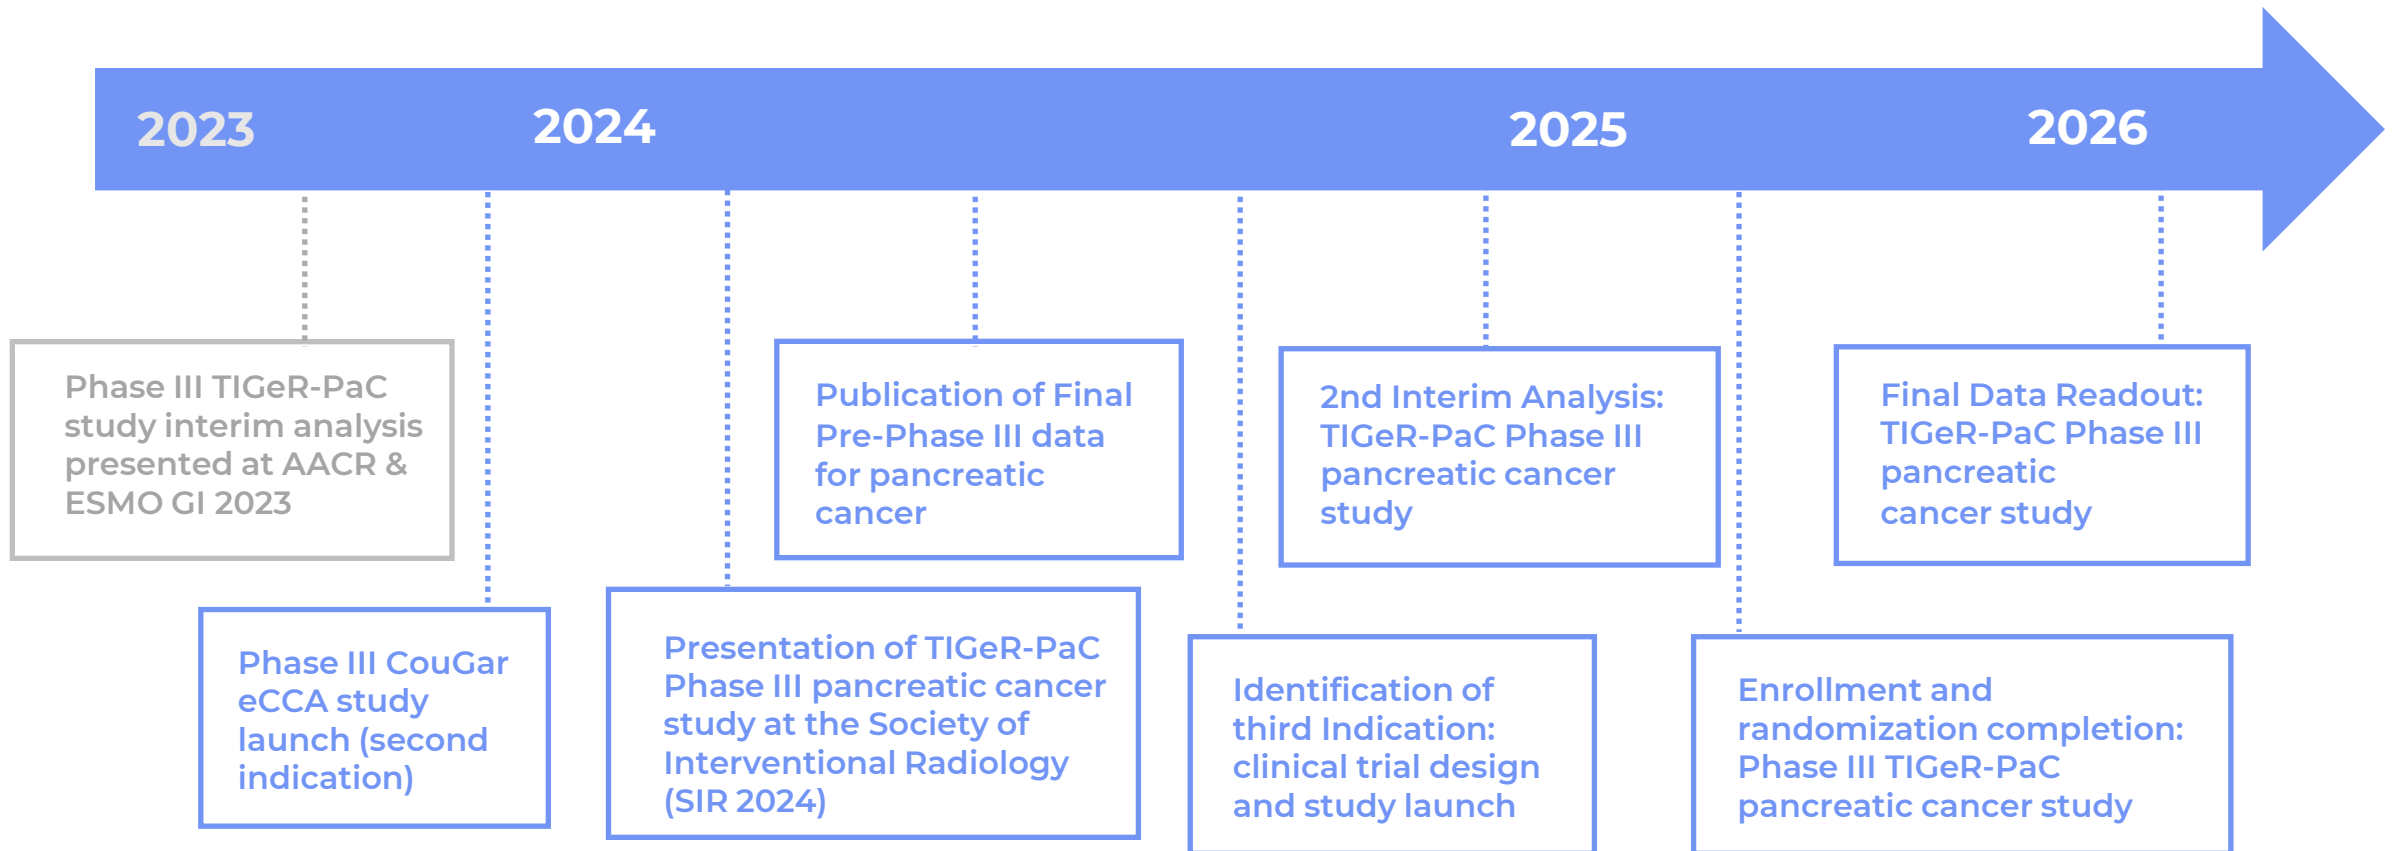 2023
2024
2025
2026
Phase III TIGeR-PaC
study interim analysis
presented at AACR &
ESMO GI 2023
Phase III CouGar
eCCA study
launch (second
indication)
Presentation of TIGeR-PaC
Phase III pancreatic cancer
study at the Society of
Interventional Radiology
(SIR 2024)
Publication of Final
Pre-Phase III data
for pancreatic
cancer
Identification of
third Indication:
clinical trial design
and study launch
2nd Interim Analysis:
TIGeR-PaC Phase III
pancreatic cancer
study
Enrollment and
randomization completion:
Phase III TIGeR-PaC
pancreatic cancer study
Final Data Readout:
TIGeR-PaC Phase III
pancreatic
cancer study